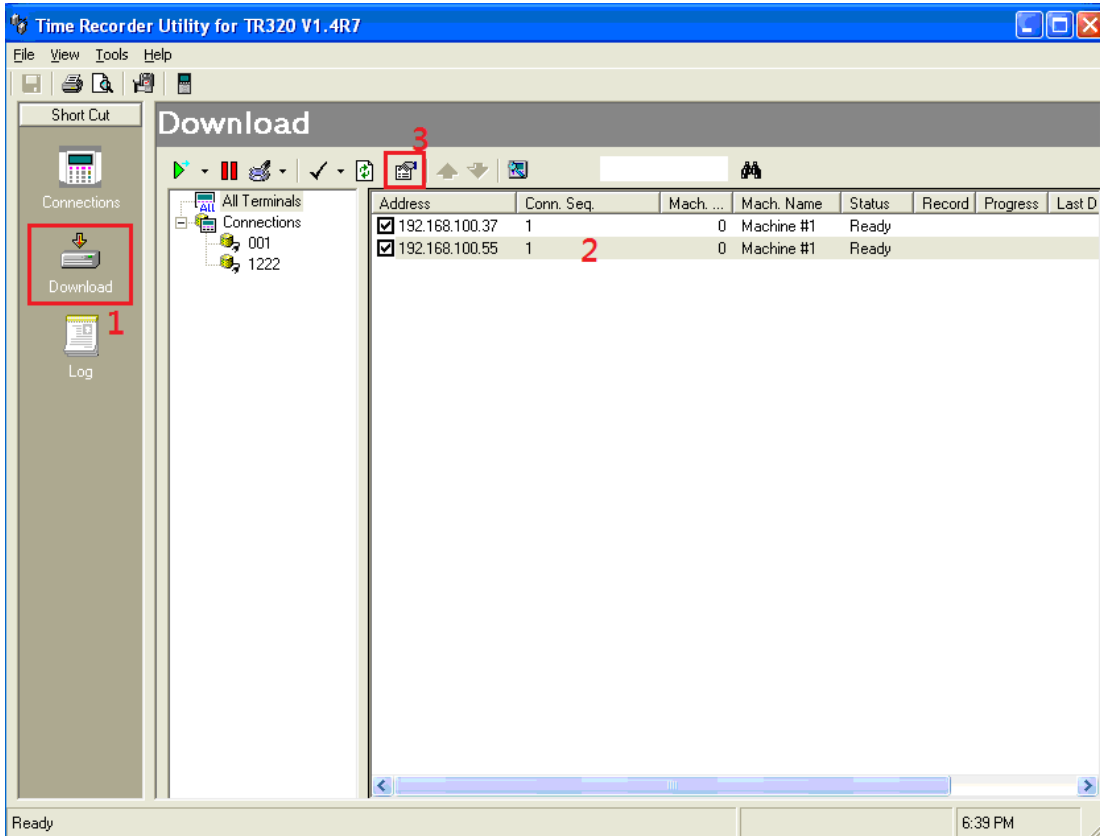 Time Recorder Utility for TR320 V1.4R7
File View Tools Help
Short Cut
Download
3
Connections
Download
1
Log
All Terminals
Connections
001
1222
Address Conn. Seq. Mach. ... Mach. Name Status Record Progress Last D
192.168.100.37 1 0 Machine #1 Ready
192.168.100.55 1 2 0 Machine #1 Ready
Ready 6:39 PM